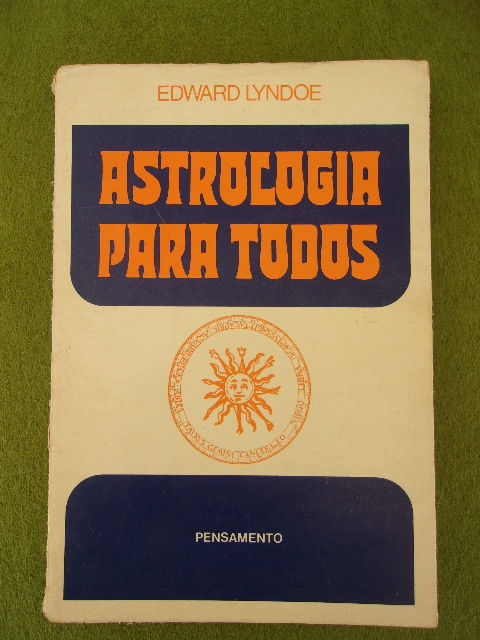 EDWARD LYNDOE
ASTROLOGIA
PARA TODOS
PENSAMENTO